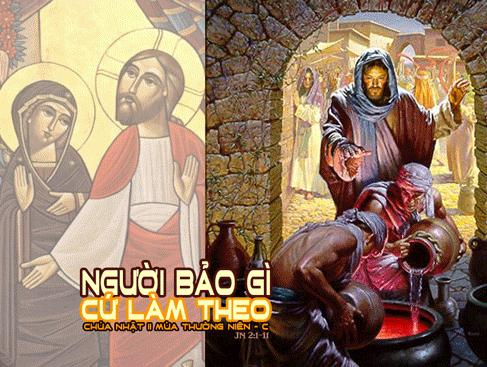 NGƯỜI BẢO GÌ
CỨ LÀM THEO
CHÚA NHẬT II MÙA THƯỜNG NIÊN - C
JN 2:1-11